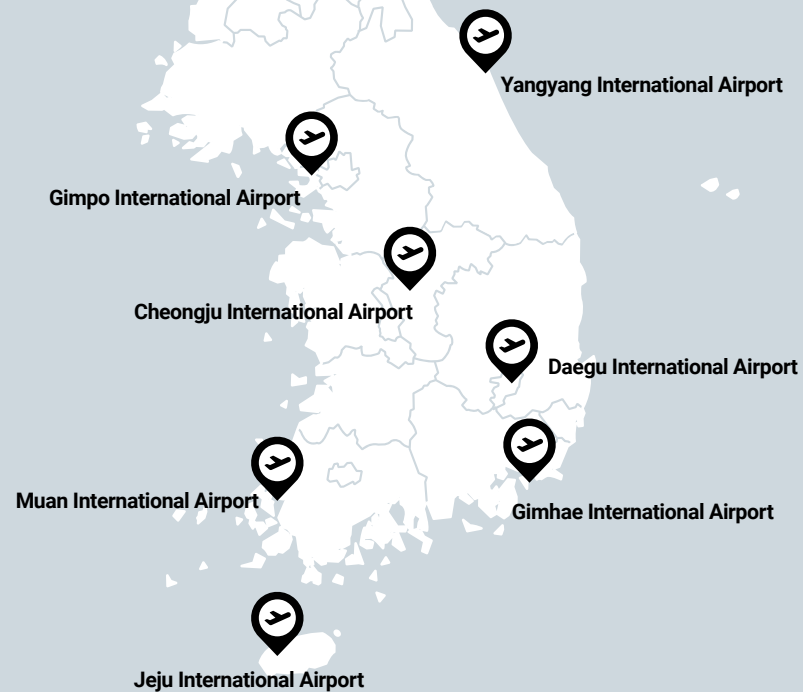 Yangyang International Airport
Gimpo International Airport
Cheongju International Airport
Daegu International Airport
Muan International Airport
Gimhae International Airport
Jeju International Airport